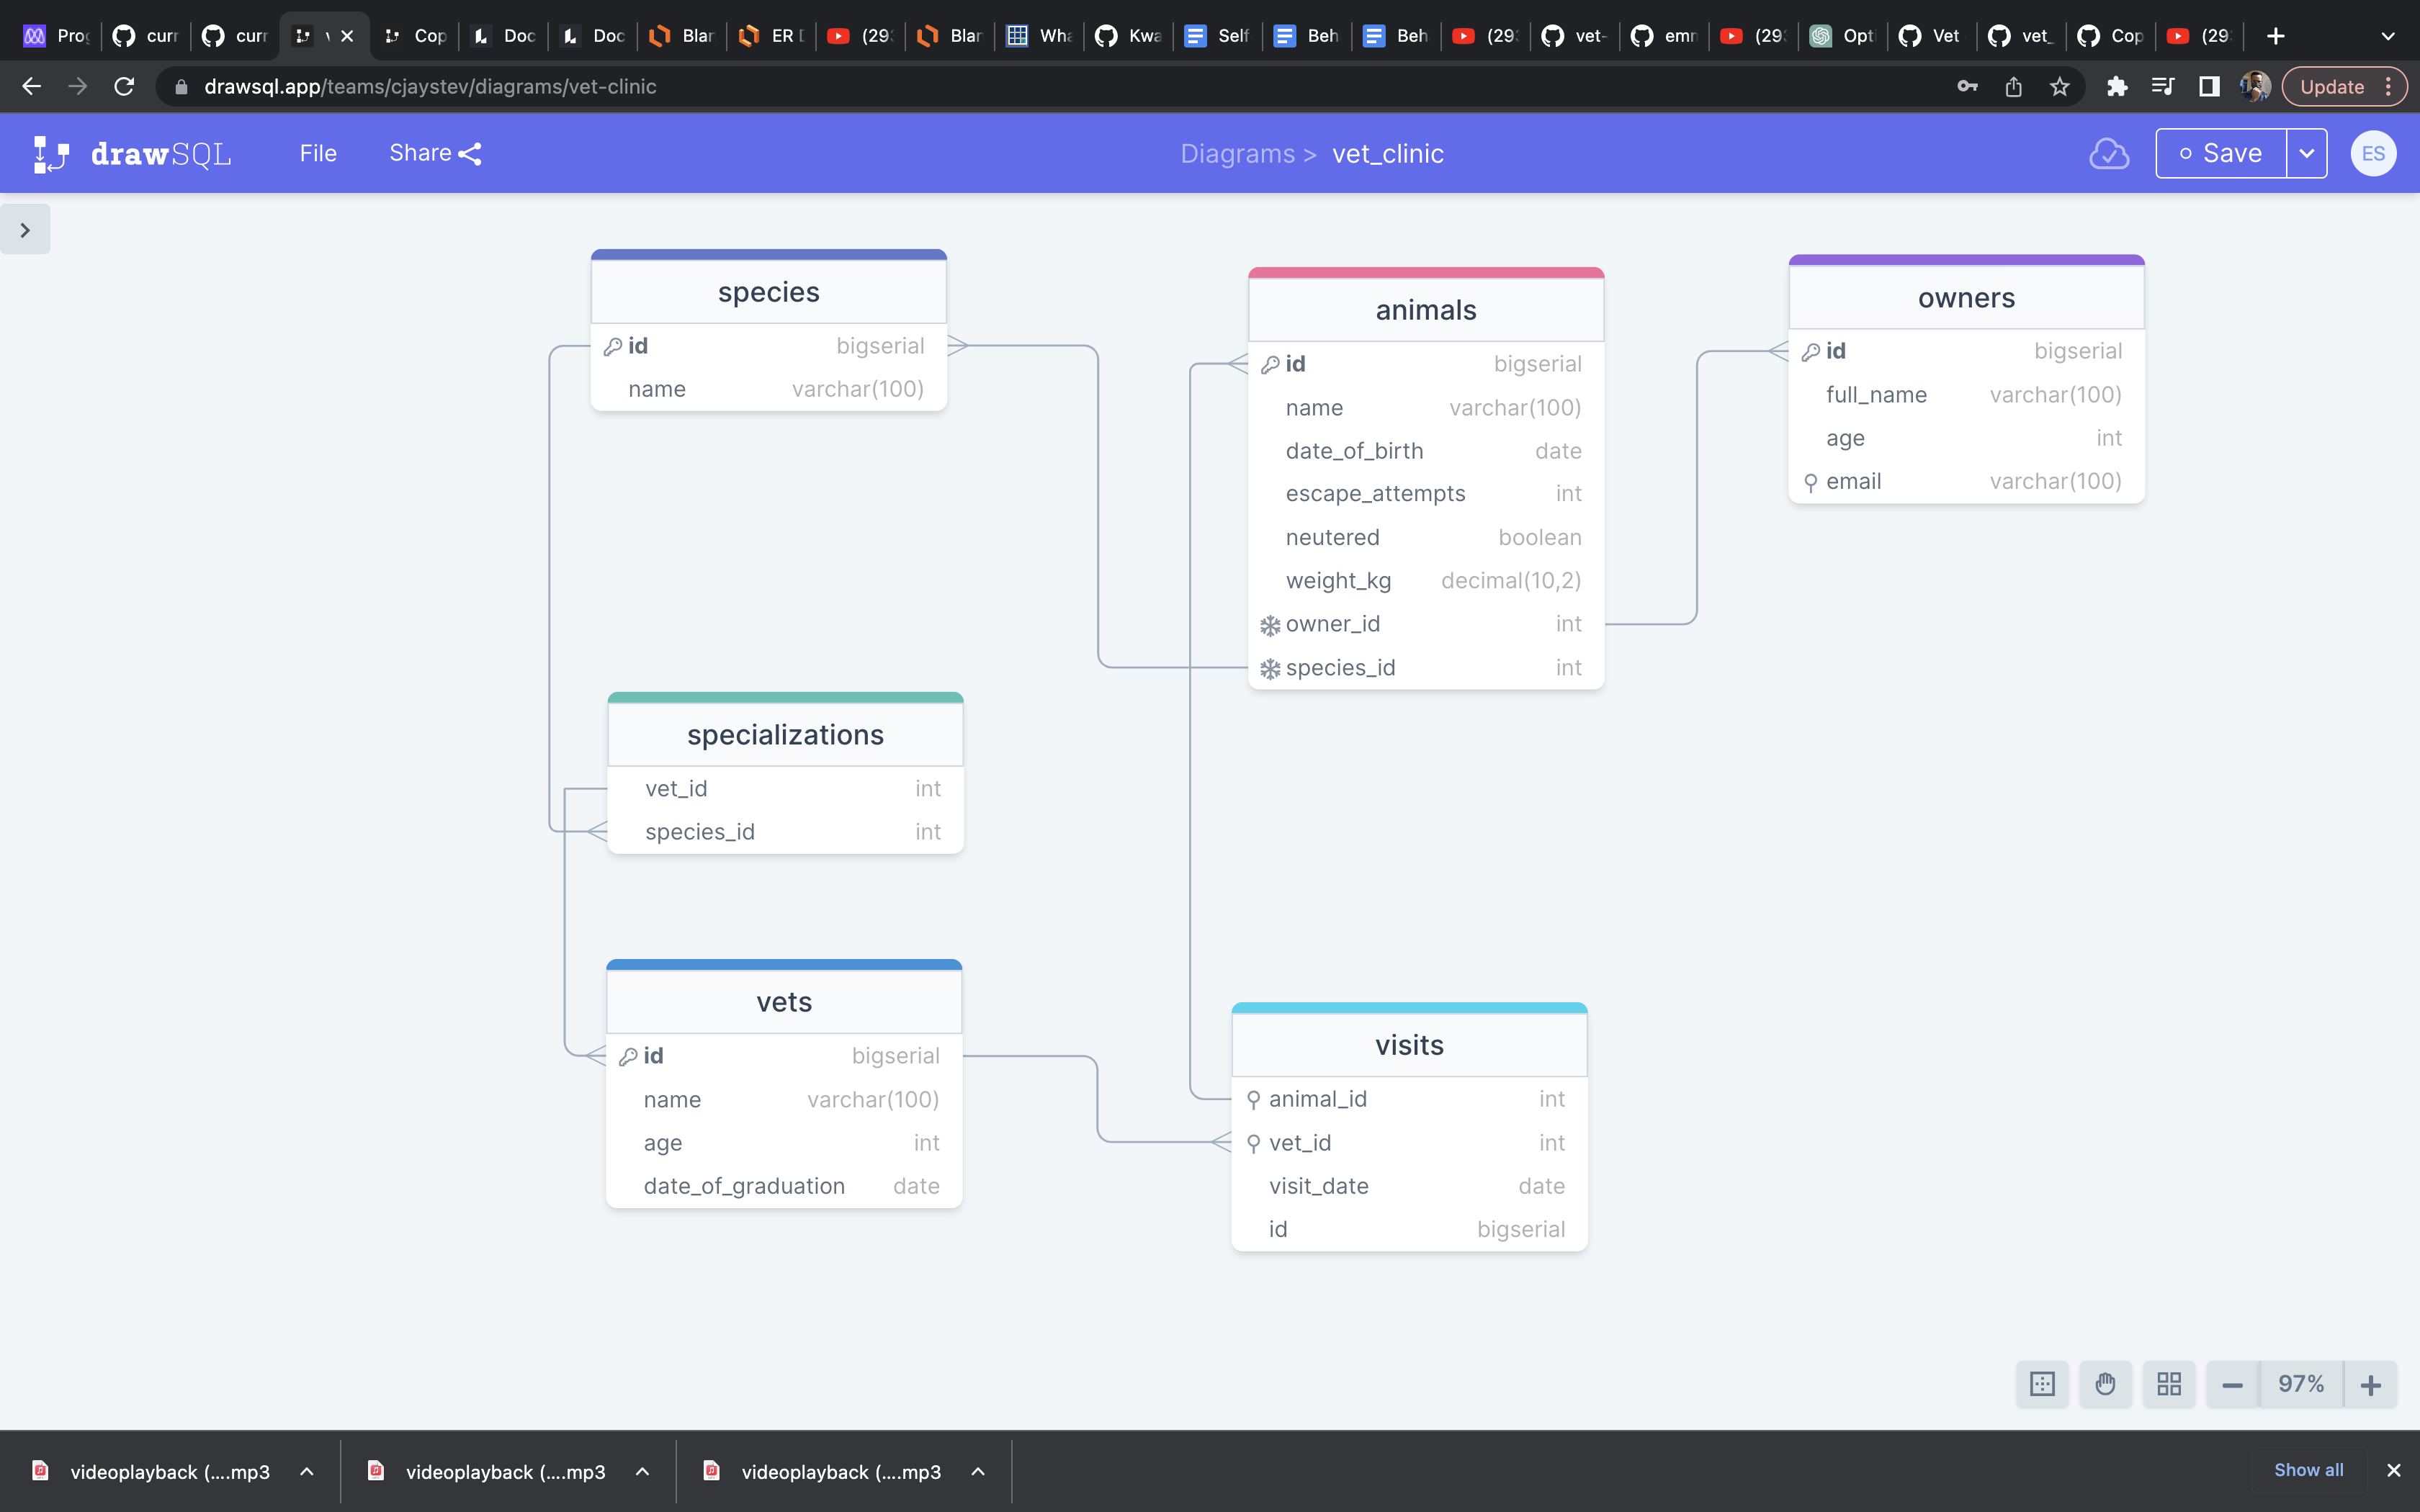 Prog curr curr Cop Doc Doc Blar ER D (29: Blar Wha Kwa Self Beh Beh (29: vet- emn (29: Opt Vet vet_ Cop (29:
drawsql.app/teams/cjaystev/diagrams/vet-clinic Update
drawSQL File Share Diagrams > vet_clinic Save ES
species
id bigserial
name varchar(100)
animals
id bigserial
name varchar(100)
date_of_birth date
escape_attempts int
neutered boolean
weight_kg decimal(10,2)
owner_id int
species_id int
owners
id bigserial
full_name varchar(100)
age int
email varchar(100)
specializations
vet_id int
species_id int
vets
id bigserial
name varchar(100)
age int
date_of_graduation date
visits
animal_id int
vet_id int
visit_date date
id bigserial
97%
videoplayback (....mp3 videoplayback (....mp3 videoplayback (....mp3 Show all